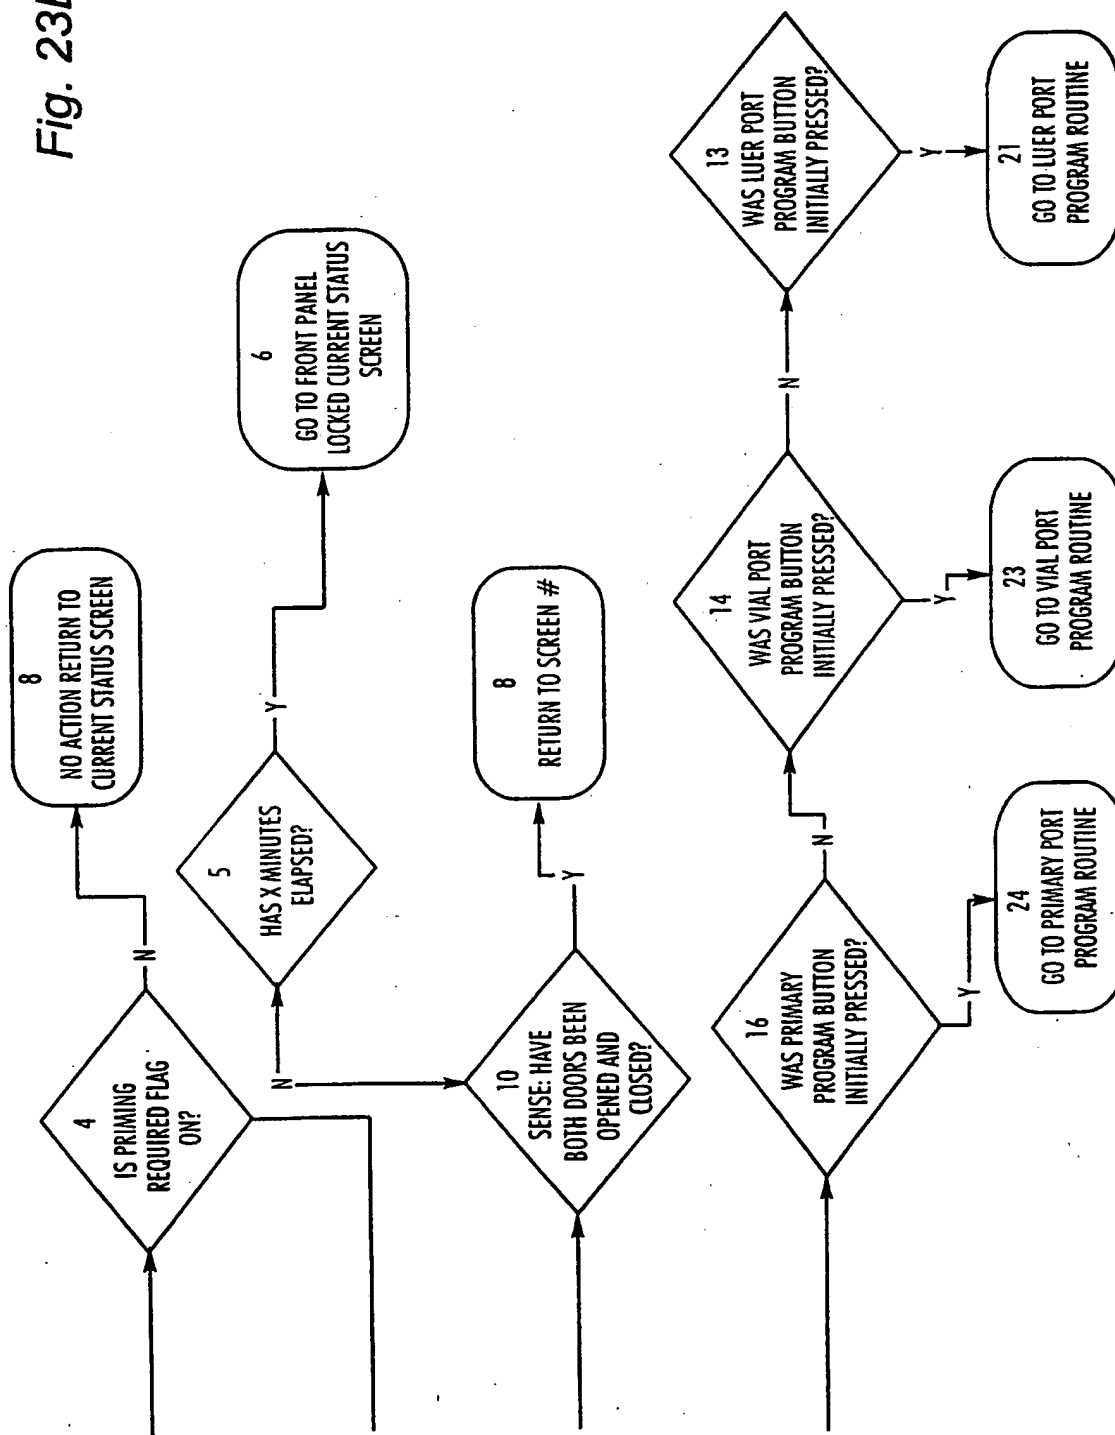 Fig. 23
4
IS PRIMING
REQUIRED FLAG
ON?
N
8
NO ACTION RETURN TO
CURRENT STATUS SCREEN
5
HAS X MINUTES
ELAPSED?
Y
N
6
GO TO FRONT PANEL
LOCKED CURRENT STATUS
SCREEN
10
SENSE: HAVE
BOTH DOORS BEEN
OPENED AND
CLOSED?
Y
8
RETURN TO SCREEN #
16
WAS PRIMARY
PROGRAM BUTTON
INITIALLY PRESSED?
N
Y
24
GO TO PRIMARY PORT
PROGRAM ROUTINE
14
WAS VIAL PORT
PROGRAM BUTTON
INITIALLY PRESSED?
N
Y
23
GO TO VIAL PORT
PROGRAM ROUTINE
13
WAS LUER PORT
PROGRAM BUTTON
INITIALLY PRESSED?
Y
21
GO TO LUER PORT
PROGRAM ROUTINE